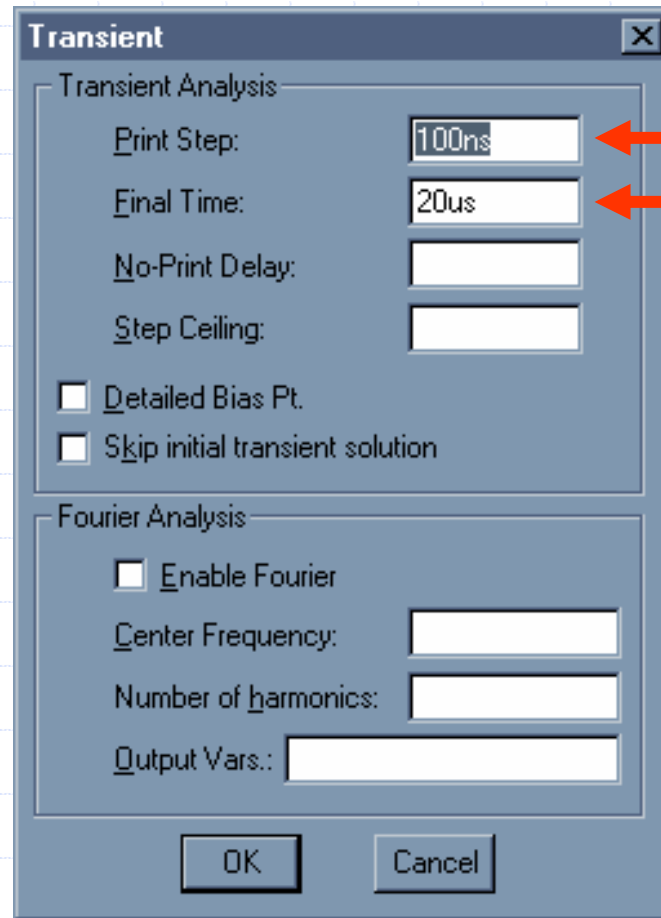 Transient
Transient Analysis
Print Step: 100ns
Final Time: 20us
No-Print Delay:
Step Ceiling:
Detailed Bias Pt.
Skip initial transient solution
Fourier Analysis
Enable Fourier
Center Frequency:
Number of harmonics:
Output Vars.:
OK Cancel